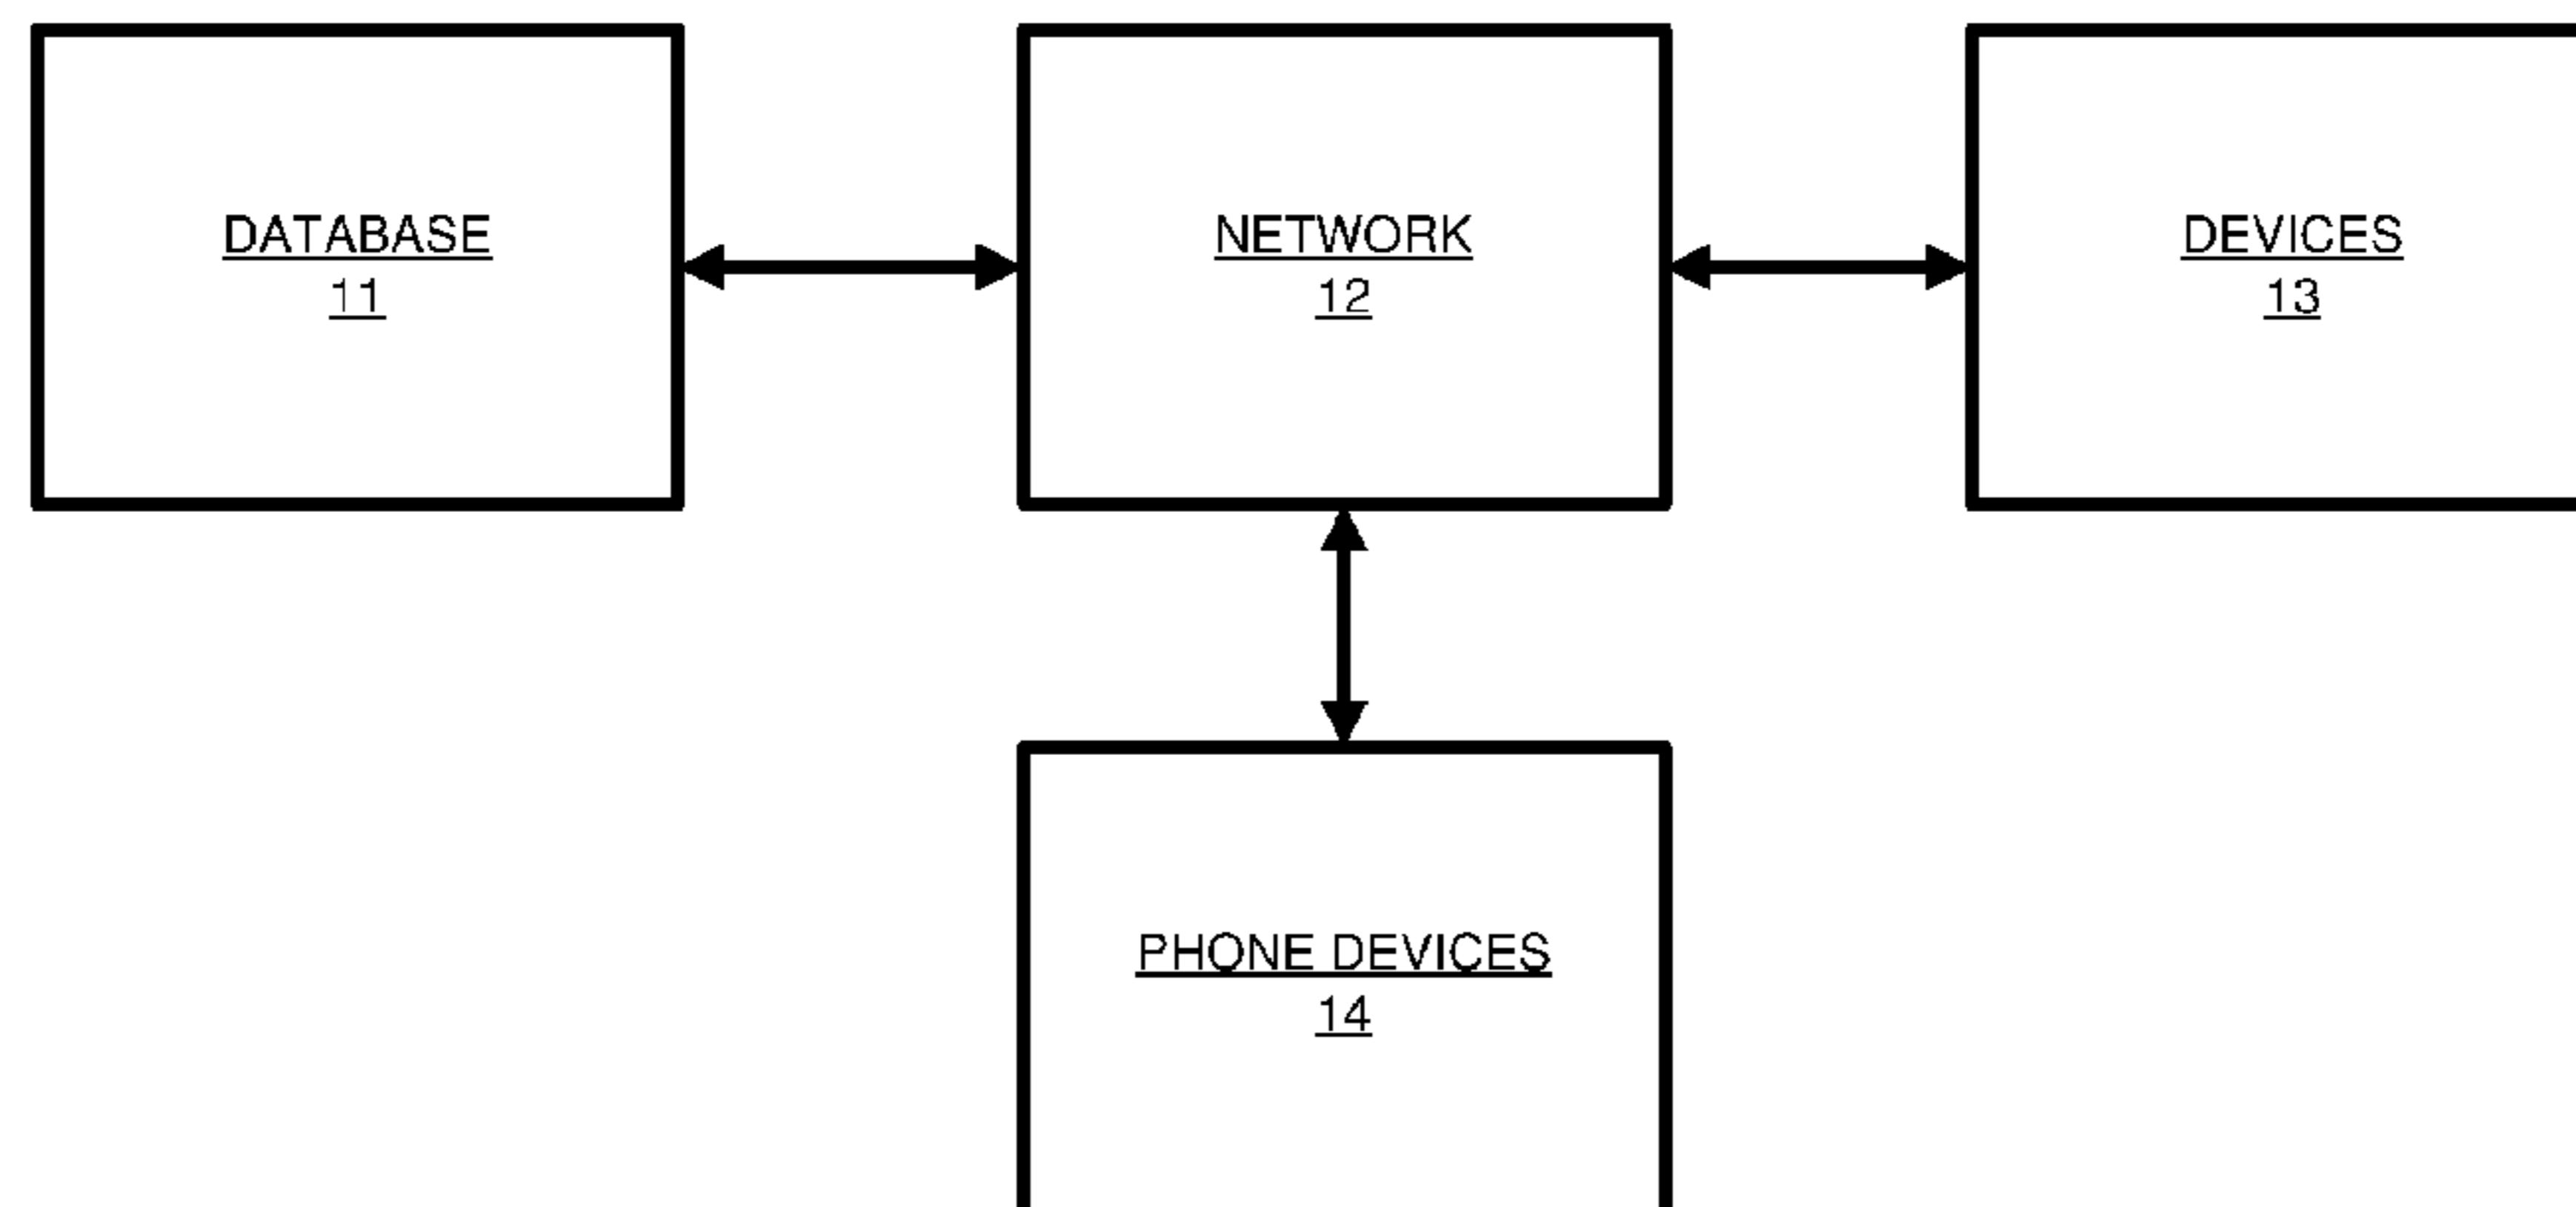 DATABASE
11
NETWORK
12
DEVICES
13
PHONE DEVICES
14